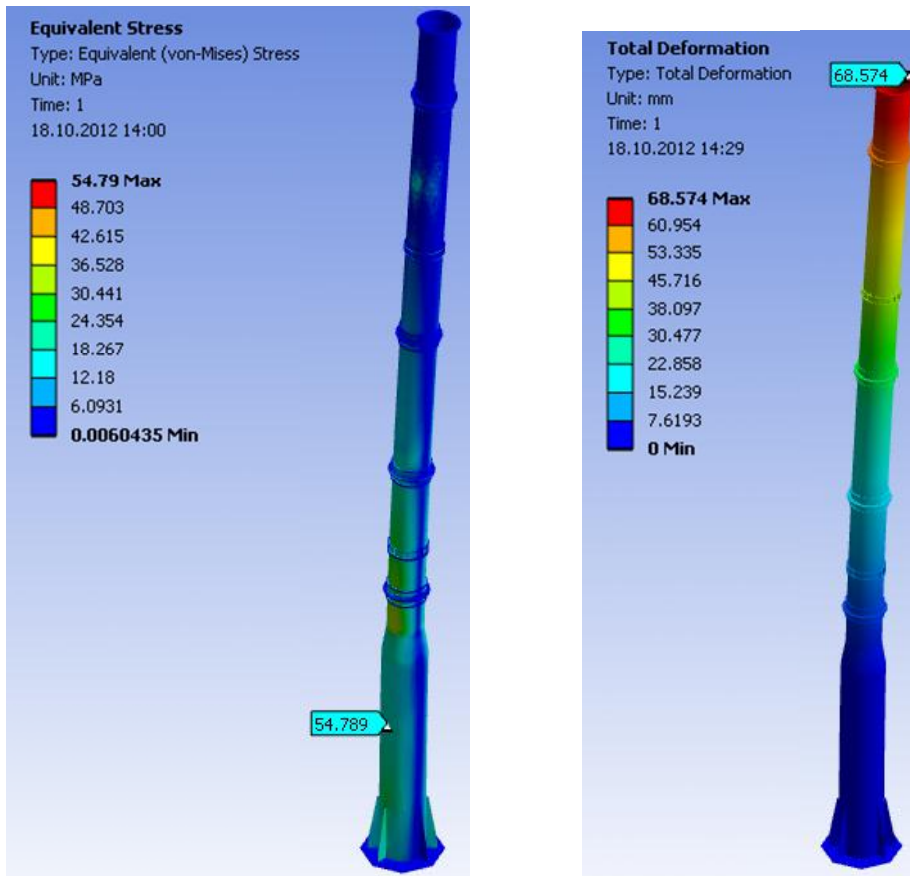 Equivalent Stress
Type: Equivalent (von-Mises) Stress
Unit: MPa
Time: 1
18.10.2012 14:00
54.79 Max
48.703
42.615
36.528
30.441
24.354
18.267
12.18
6.0931
0.0060435 Min
54.789
Total Deformation
Type: Total Deformation
Unit: mm
Time: 1
18.10.2012 14:29
68.574
68.574 Max
60.954
53.335
45.716
38.097
30.477
22.858
15.239
7.6193
0 Min